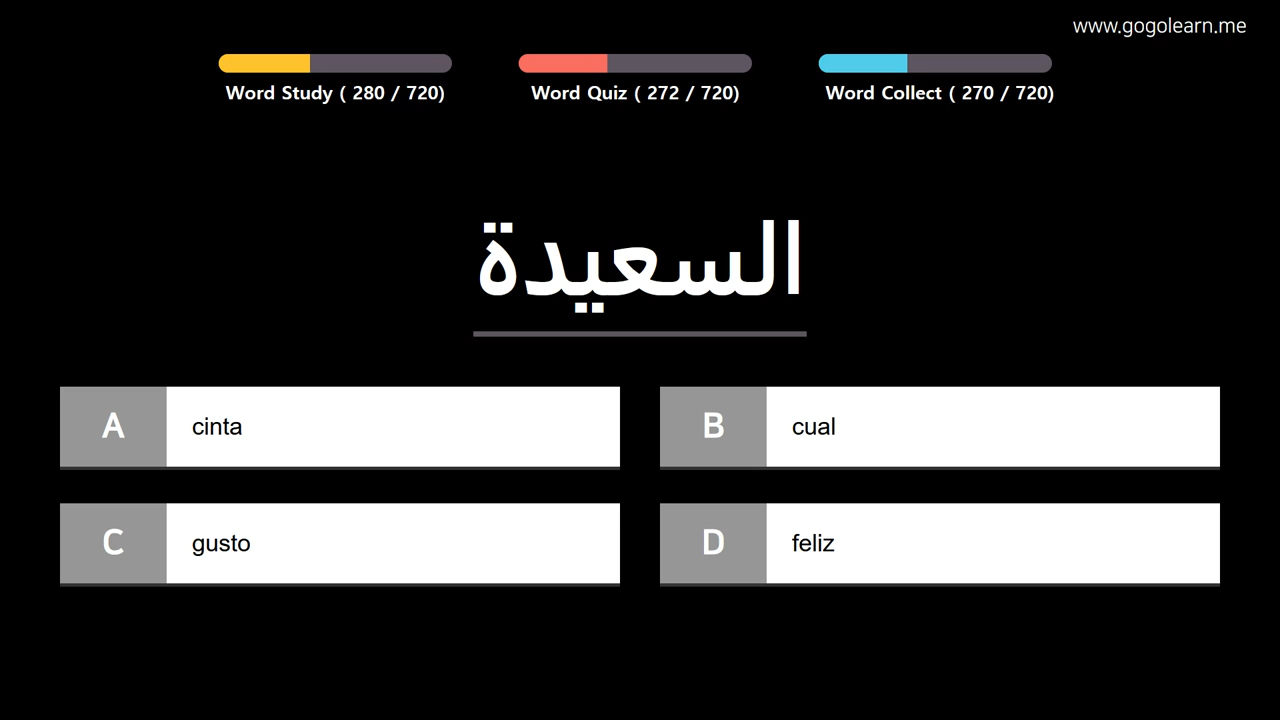 www.gogolearn.me
Word Study ( 280 / 720)
Word Quiz ( 272 / 720)
Word Collect ( 270 / 720)
السعيدة
A
cinta
B
cual
C
gusto
D
feliz